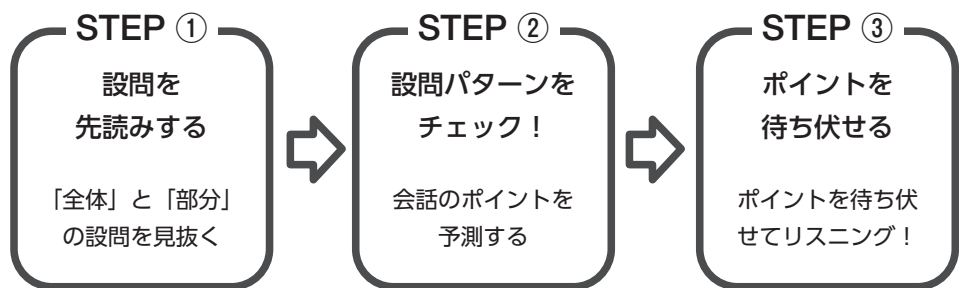 STEP ①
設問を
先読みする
「全体」と「部分」
の設問を見抜く
STEP ②
設問パターンを
チェック！
会話のポイントを
予測する
STEP ③
ポイントを
待ち伏せる
ポイントを待ち伏
せてリスニング！